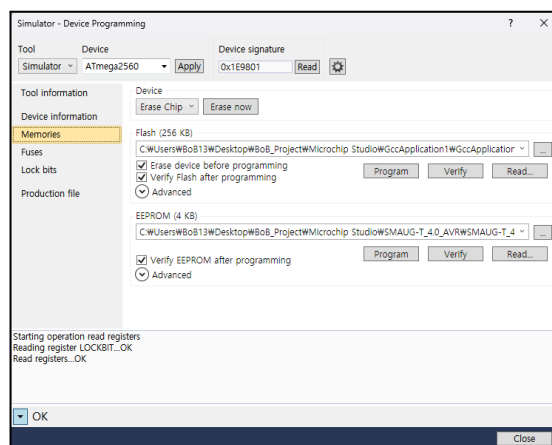 Simulator - Device Programming ? ×
Tool Device Device signature
Simulator ATmega2560 Apply 0x1E9801 Read
Tool information
Device information
Memories
Fuses
Lock bits
Production file
Device
Erase Chip Erase now
Flash (256 KB)
C:₩Users₩BoB13₩Desktop₩BoB_Project₩Microchip Studio₩GccApplication1₩GccApplication ...
Erase device before programming
Verify Flash after programming
Program Verify Read...
Advanced
EEPROM (4 KB)
C:₩Users₩BoB13₩Desktop₩BoB_Project₩Microchip Studio₩SMAUG-T_4.0_AVR₩SMAUG-T_4 ...
Program Verify Read...
Verify EEPROM after programming
Advanced
Starting operation read registers
Reading register LOCKBIT...OK
Read registers...OK
OK
Close